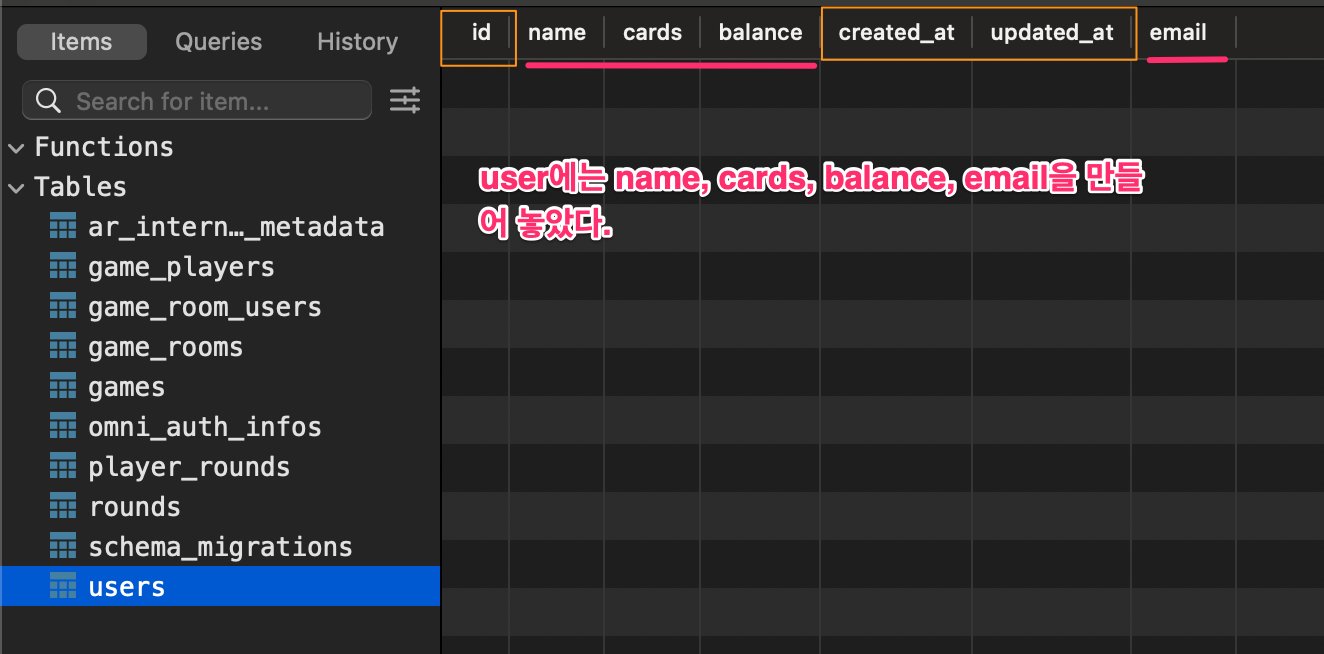 Items Queries History
Search for item...
Functions
Tables
ar_intern…_metadata
game_players
game_room_users
game_rooms
games
omni_auth_infos
player_rounds
rounds
schema_migrations
users
id name cards balance created_at updated_at email
user에는 name, cards, balance, email을 만들
어 놓았다.